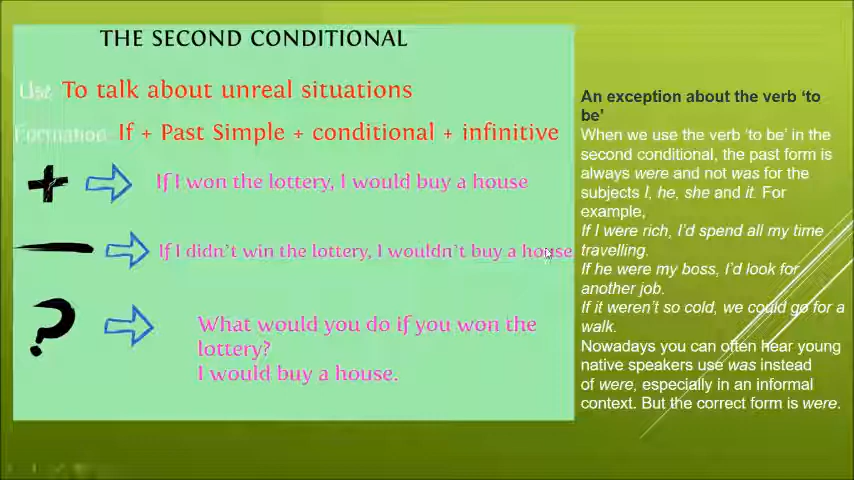 THE SECOND CONDITIONAL
Use To talk about unreal situations
Formation If + Past Simple + conditional + infinitive
If I won the lottery, I would buy a house
If I didn't win the lottery, I wouldn't buy a house
What would you do if you won the
lottery?
I would buy a house.
An exception about the verb ‘to
be’
When we use the verb ‘to be’ in the
second conditional, the past form is
always were and not was for the
subjects I, he, she and it. For
example,
If I were rich, I’d spend all my time
travelling.
If he were my boss, I’d look for
another job.
If it weren’t so cold, we could go for a
walk.
Nowadays you can often hear young
native speakers use was instead
of were, especially in an informal
context. But the correct form is were.